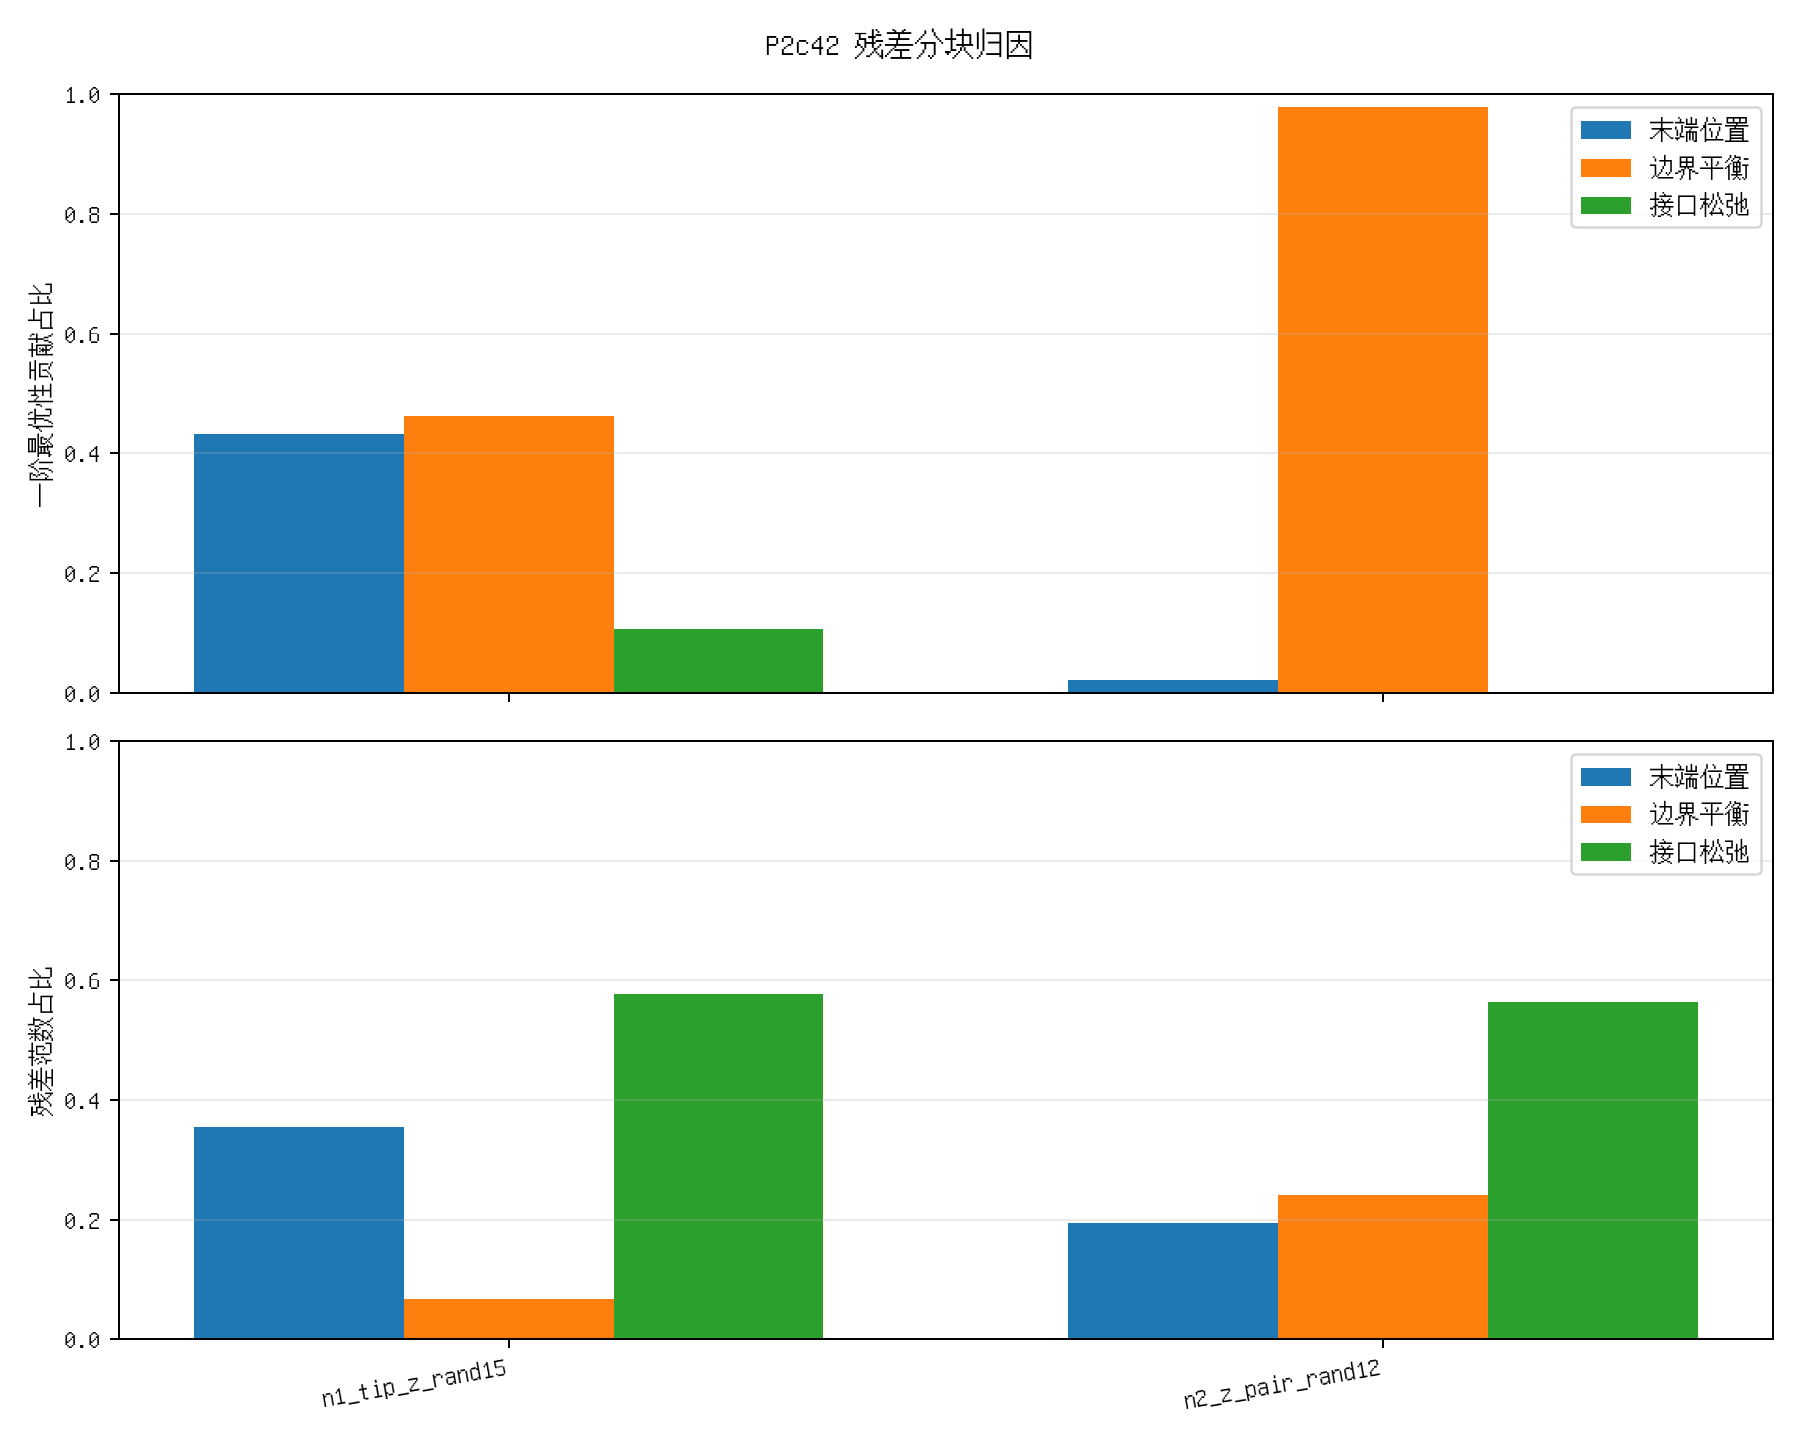 P2c42 残差分块归因
一阶最优性贡献占比
1.0
0.8
0.6
0.4
0.2
0.0
末端位置
边界平衡
接口松弛
残差范数占比
1.0
0.8
0.6
0.4
0.2
0.0
末端位置
边界平衡
接口松弛
n1_tip_z_rand15
n2_z_pair_rand12